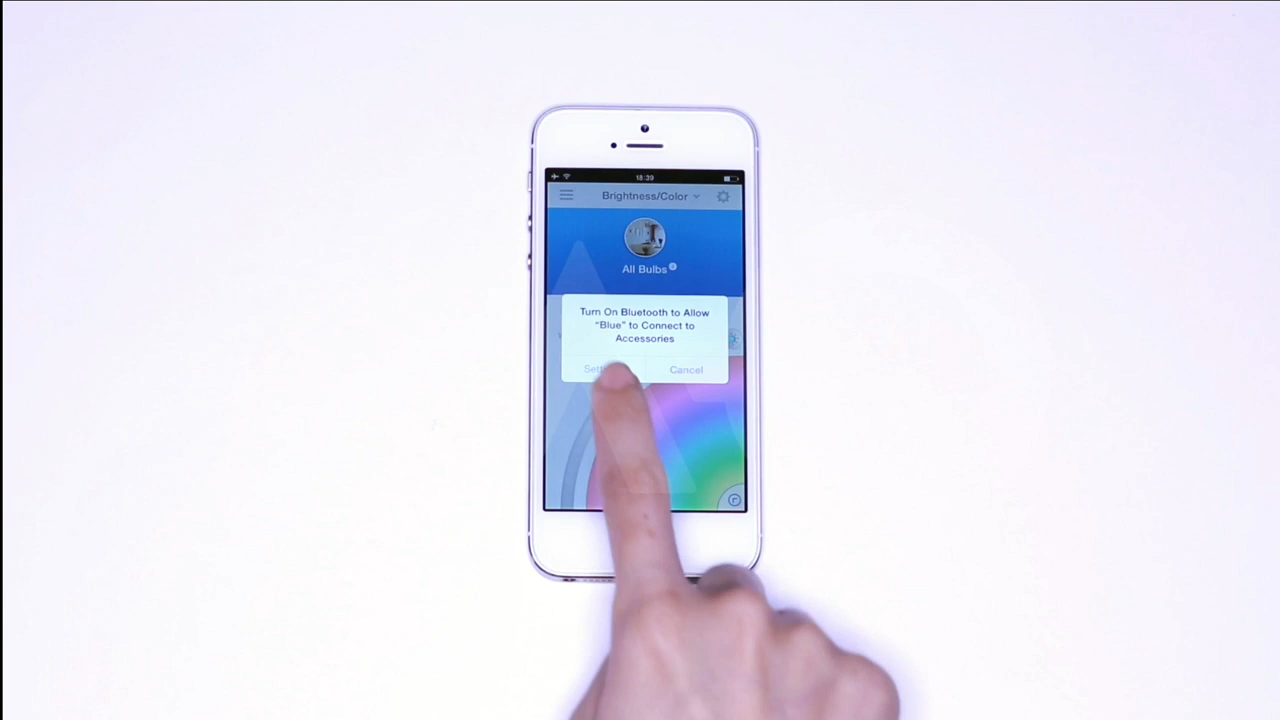 18:39
Brightness/Color
All Bulbs
Turn On Bluetooth to Allow
“Blue” to Connect to
Accessories
Cancel